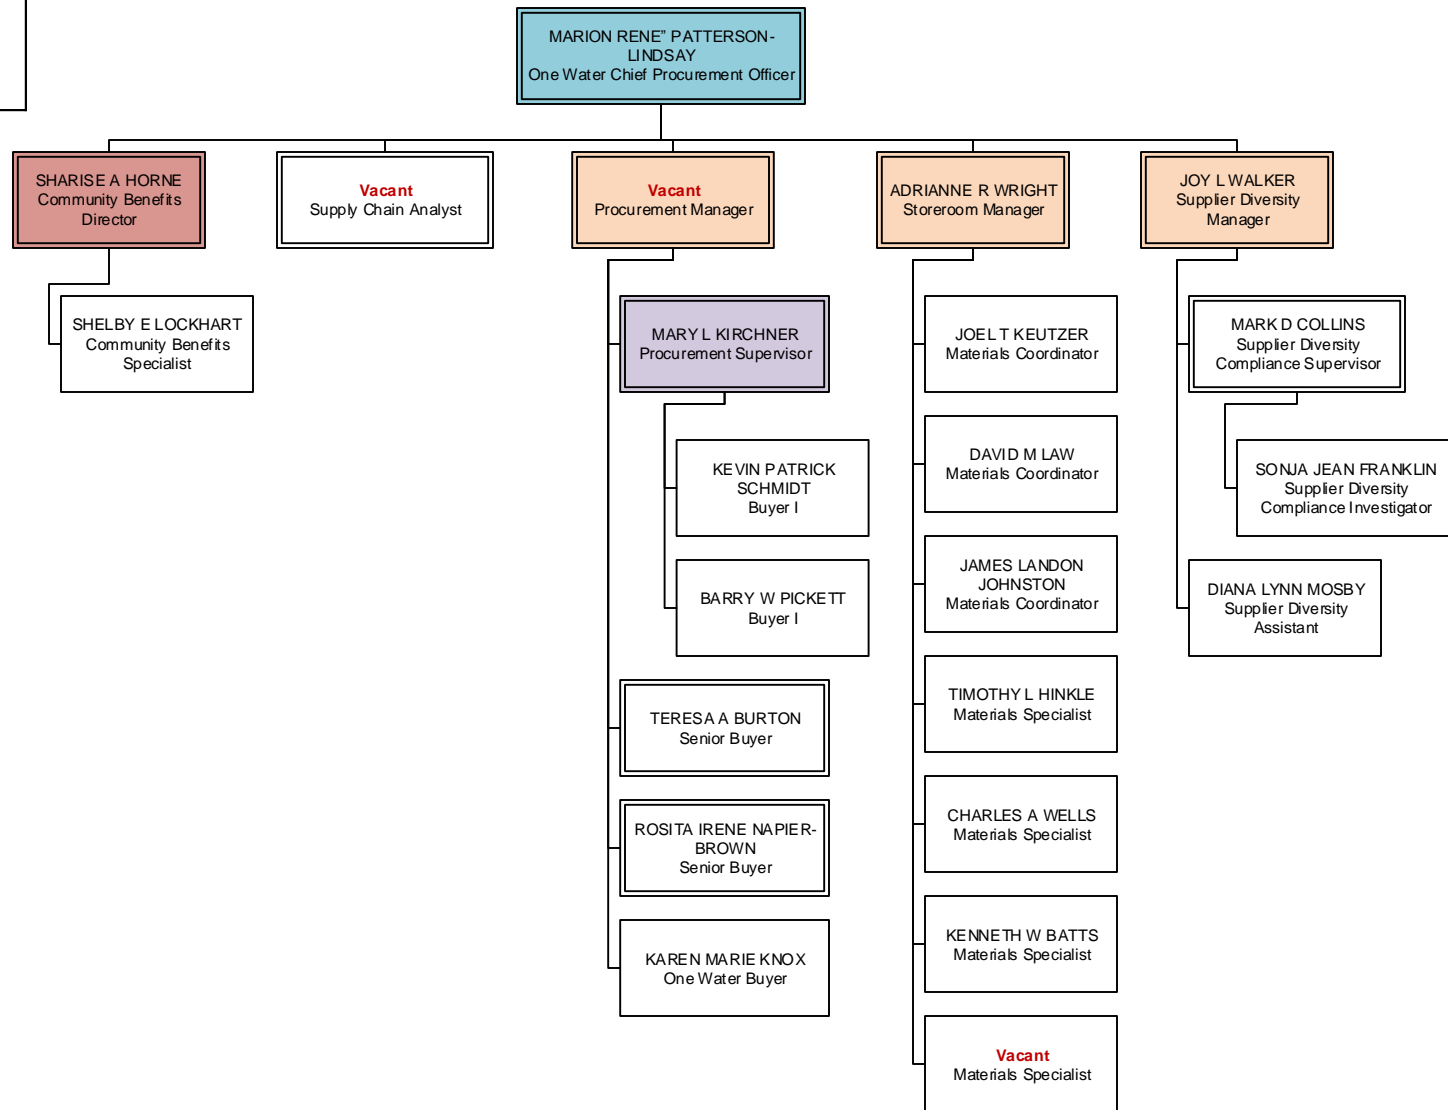 MARION RENE” PATTERSON-
LINDSAY
One Water Chief Procurement Officer
SHARISE A HORNE
Community Benefits
Director
Vacant
Supply Chain Analyst
Vacant
Procurement Manager
ADRIANNE R WRIGHT
Storeroom Manager
JOY L WALKER
Supplier Diversity
Manager
SHELBY E LOCKHART
Community Benefits
Specialist
MARY L KIRCHNER
Procurement Supervisor
KEVIN PATRICK
SCHMIDT
Buyer I
BARRY W PICKETT
Buyer I
TERESA A BURTON
Senior Buyer
ROSITA IRENE NAPIER-
BROWN
Senior Buyer
KAREN MARIE KNOX
One Water Buyer
JOEL T KEUTZER
Materials Coordinator
DAVID M LAW
Materials Coordinator
JAMES LANDON
JOHNSTON
Materials Coordinator
TIMOTHY L HINKLE
Materials Specialist
CHARLES A WELLS
Materials Specialist
KENNETH W BATTS
Materials Specialist
Vacant
Materials Specialist
MARK D COLLINS
Supplier Diversity
Compliance Supervisor
SONJA JEAN FRANKLIN
Supplier Diversity
Compliance Investigator
DIANA LYNN MOSBY
Supplier Diversity
Assistant